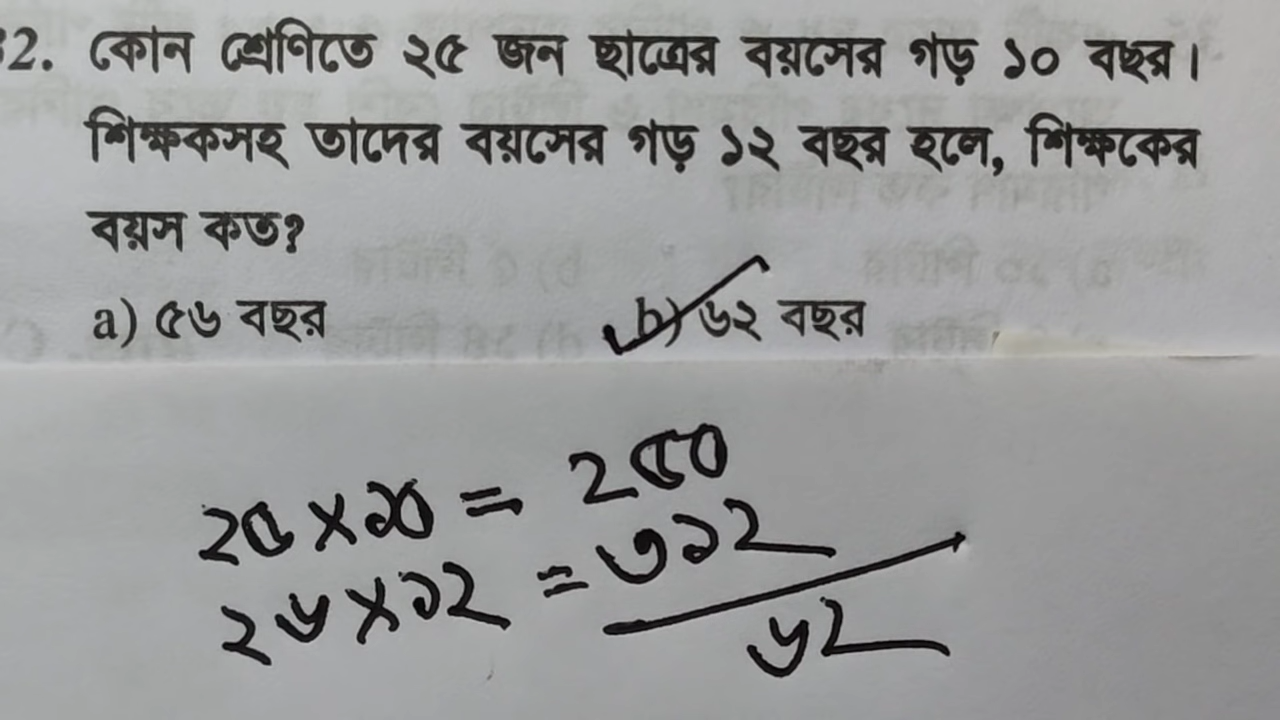 32. কোন শ্রেণিতে ২৫ জন ছাত্রের বয়সের গড় ১০ বছর।
শিক্ষকসহ তাদের বয়সের গড় ১২ বছর হলে, শিক্ষকের
বয়স কত?
a) ৫৬ বছর b) ৬২ বছর
২৫×১০ = ২৫০
২৬×১২ = ৩১২
৬২